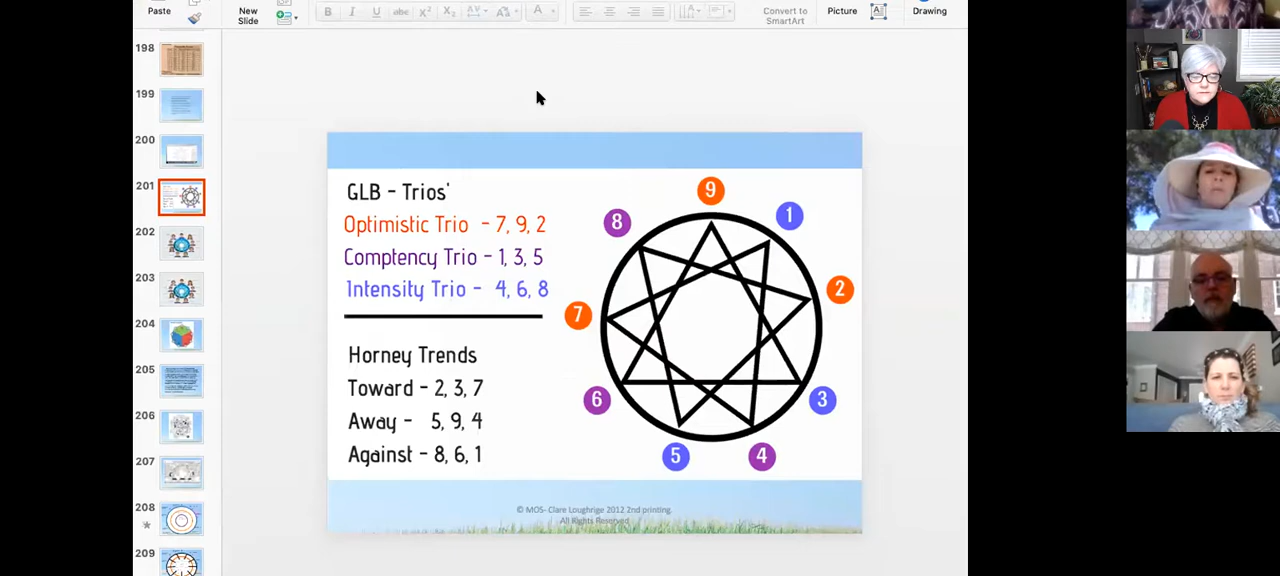 Paste
New
Slide
B I U abe X² X₂ A
Convert to
SmartArt
Picture
Drawing
198
199
200
201
202
203
204
205
206
207
208
209
GLB - Trios'
Optimistic Trio - 7, 9, 2
Comptency Trio - 1, 3, 5
Intensity Trio - 4, 6, 8
Horney Trends
Toward - 2, 3, 7
Away - 5, 9, 4
Against - 8, 6, 1
9
1
8
2
7
6
3
5
4
© MOS- Clare Loughrige 2012 2nd printing.
All Rights Reserved